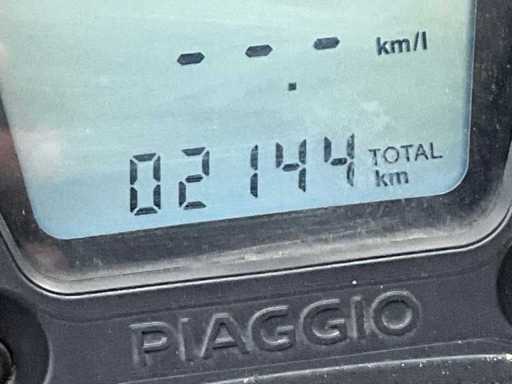 --.- km/l
02144 TOTAL
km
PIAGGIO